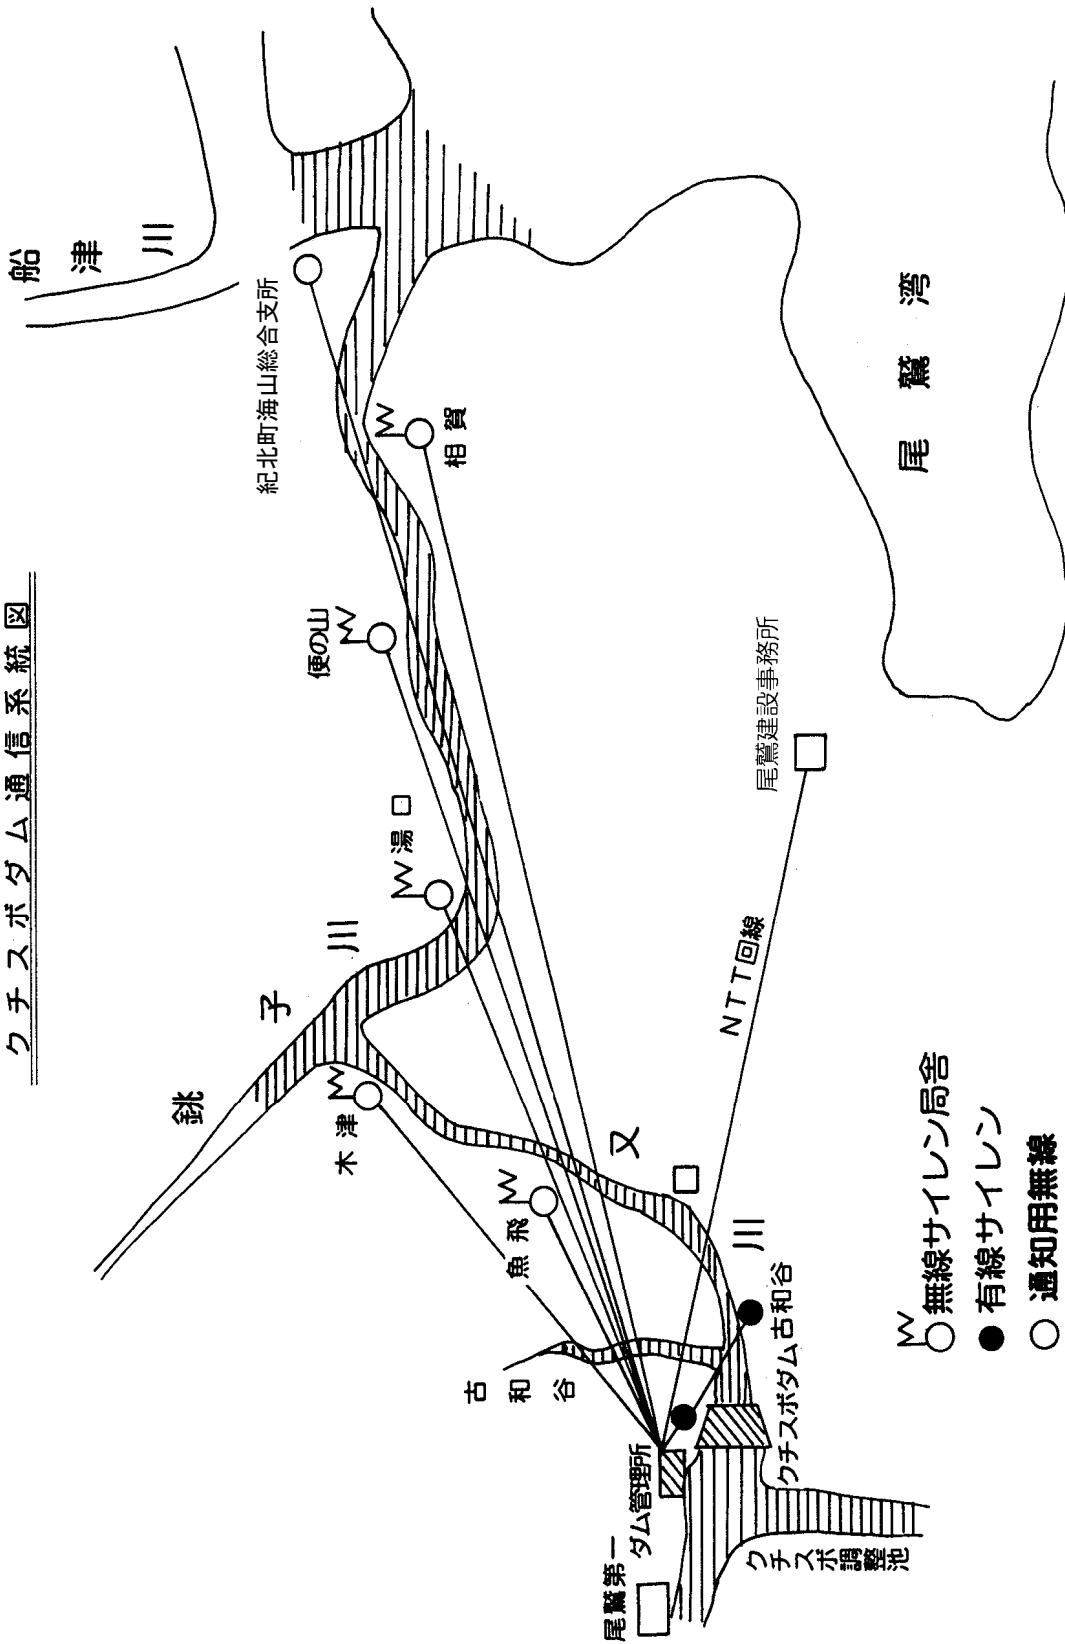 クチスボダム通信系統図
船津川
紀北町海山総合支所
相賀
便の山
湯口
銚子川
木津
魚飛
又口川
古和谷
古和谷
クチスボダム
ダム管理所
尾鷲第一
クチスボ調整池
NTT回線
尾鷲建設事務所
尾鷲湾
無線サイレン局舎
有線サイレン
通知用無線